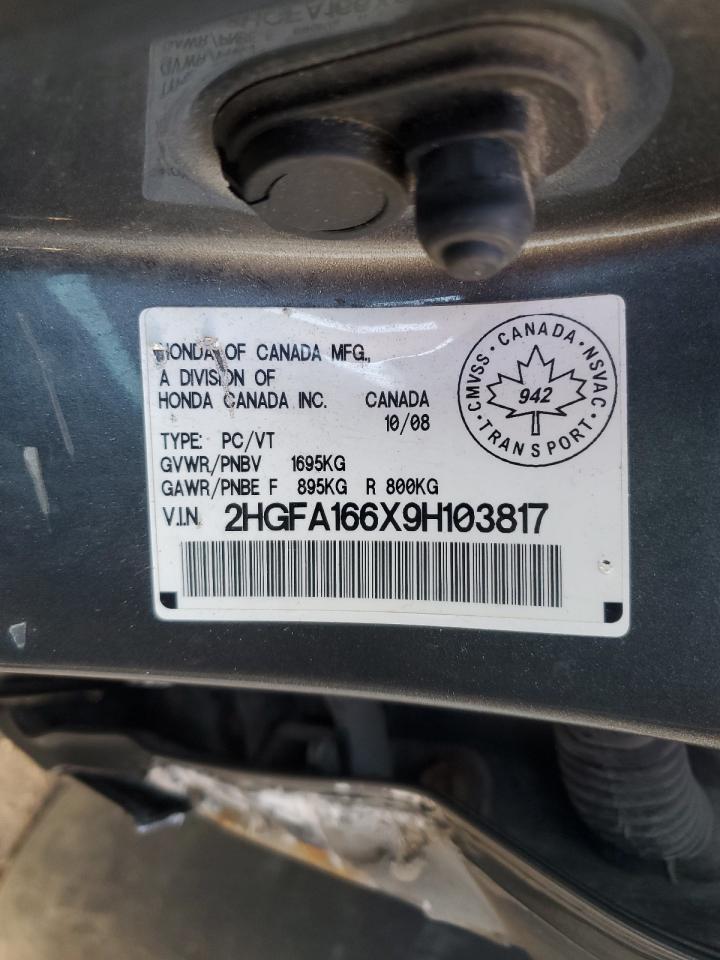 HONDA OF CANADA MFG.,
A DIVISION OF
HONDA CANADA INC. CANADA
10/08
TYPE: PC/VT
GVWR/PNBV 1695KG
GAWR/PNBE F 895KG R 800KG
V.I.N. 2HGFA166X9H103817
CMVSS · CANADA · NSVAC
942
· TRANSPORT ·